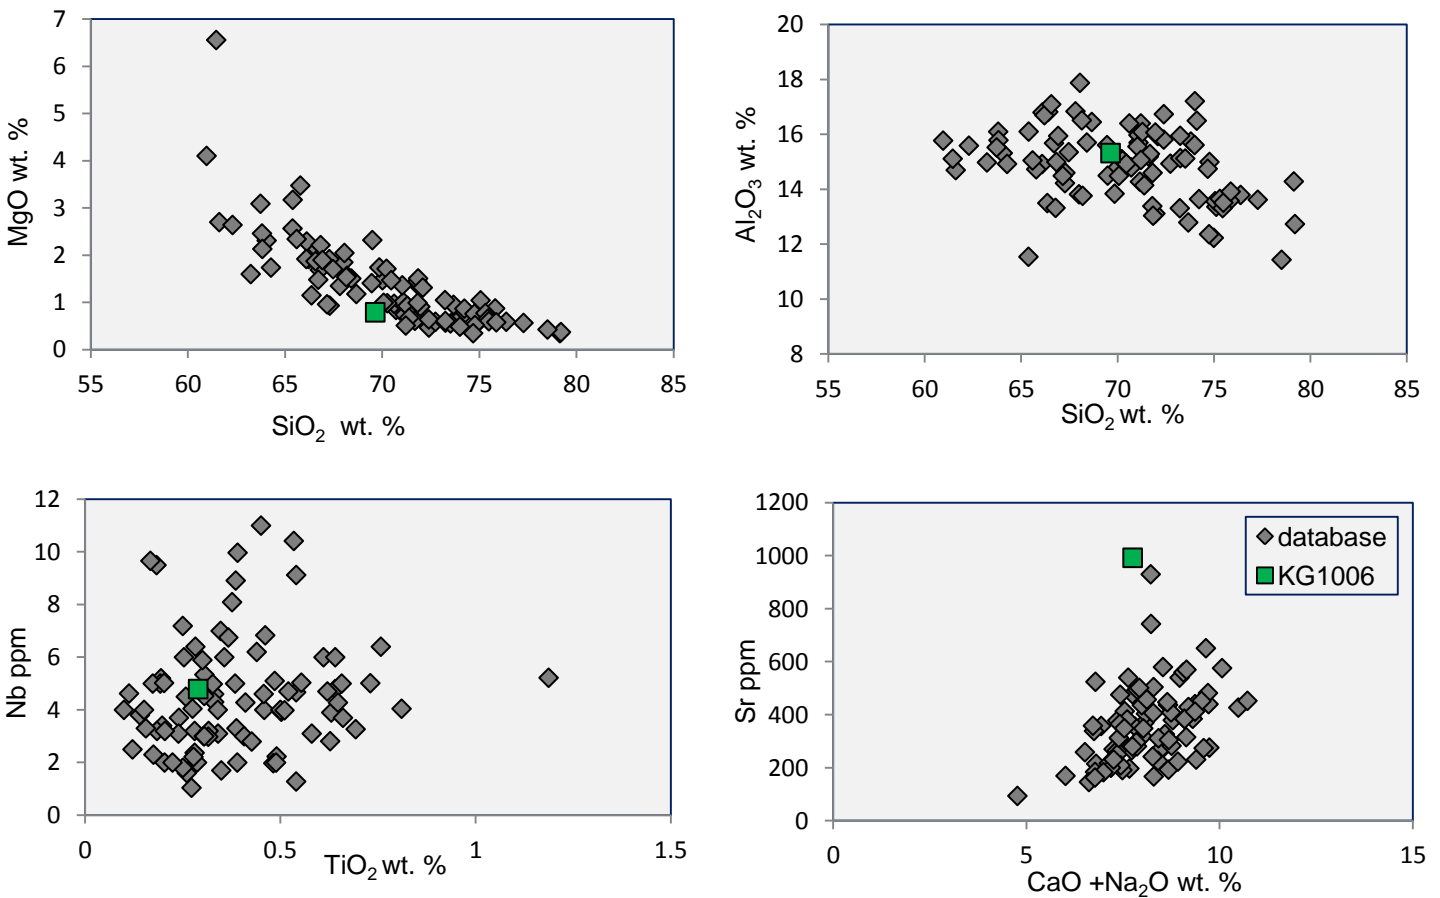 7
6
5
4
3
2
1
0
MgO wt. %
55 60 65 70 75 80 85
SiO2 wt. %
20
18
16
14
12
10
8
Al2O3 wt. %
55 60 65 70 75 80 85
SiO2 wt. %
12
10
8
6
4
2
0
Nb ppm
0 0.5 1 1.5
TiO2 wt. %
1200
1000
800
600
400
200
0
Sr ppm
database
KG1006
0 5 10 15
CaO +Na2O wt. %